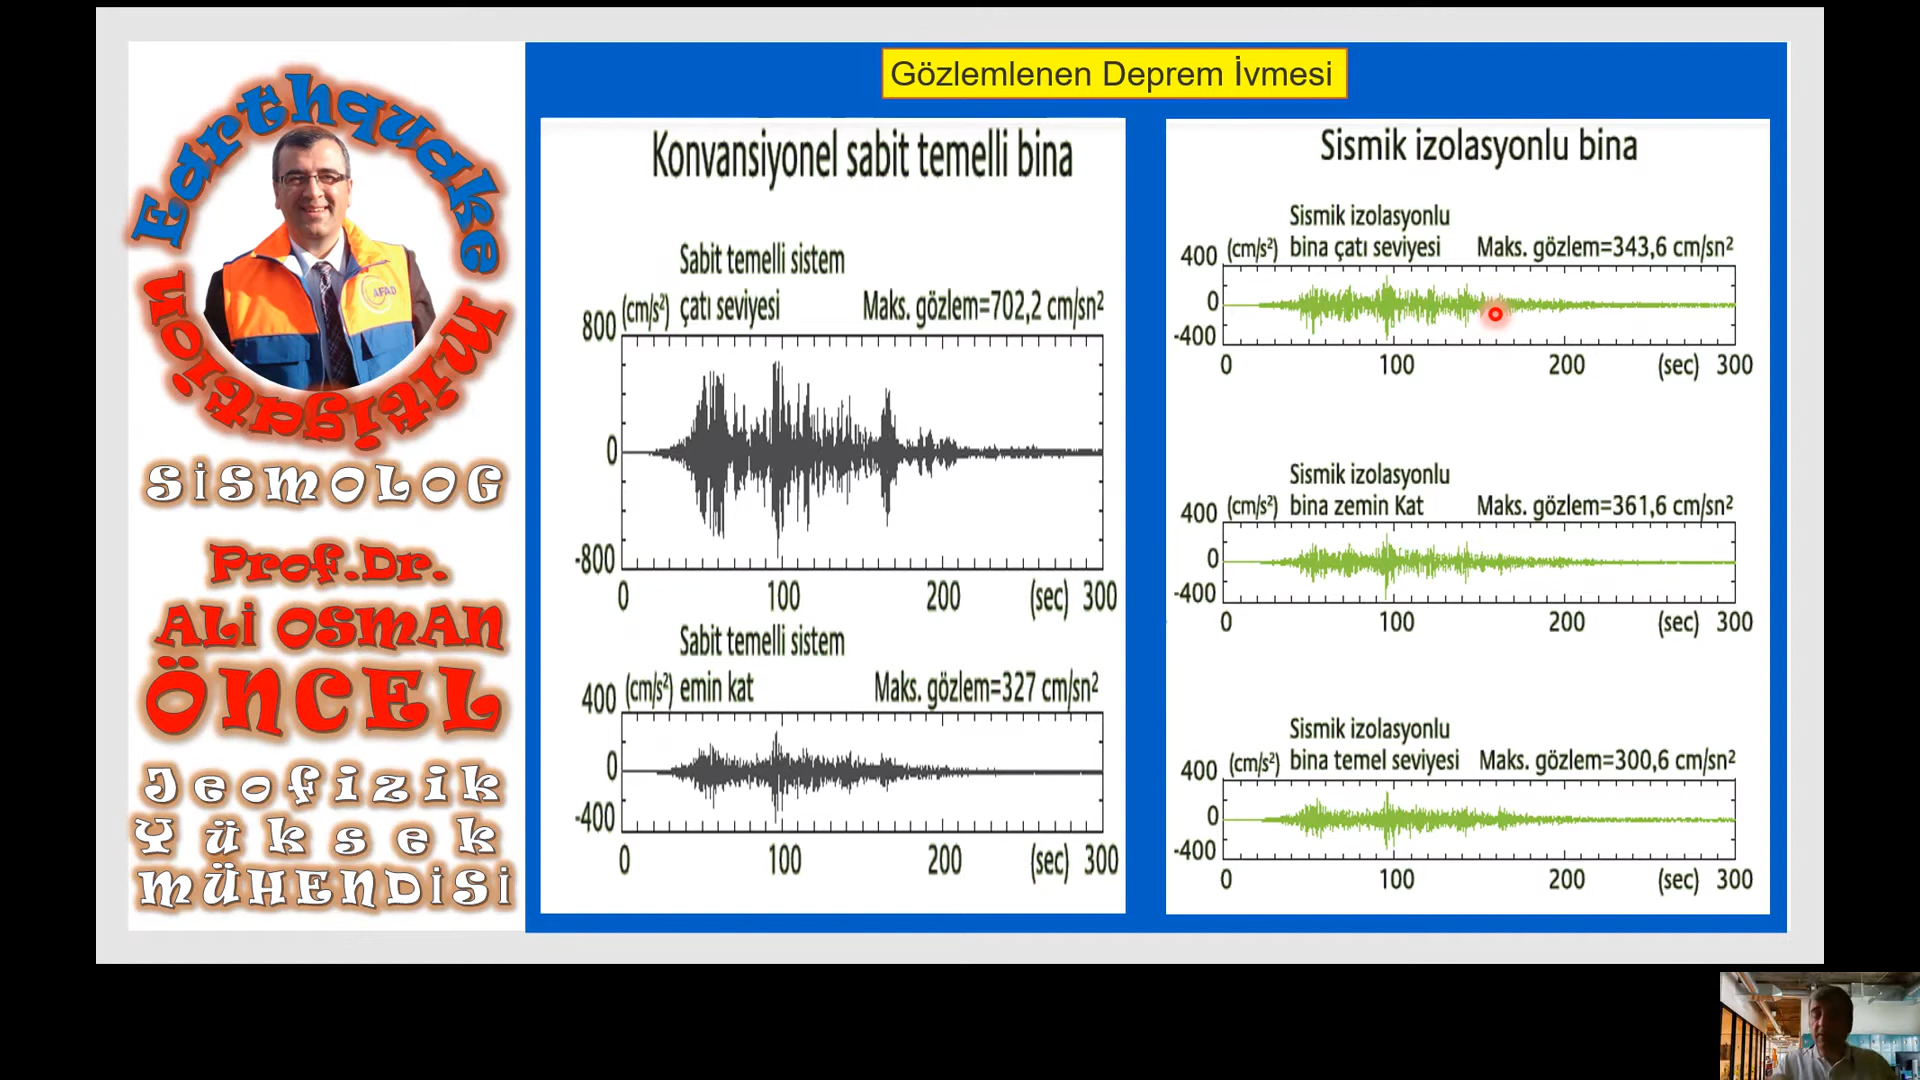 Earthquake
Mitigation
AFAD
SİSMOLOG
Prof.Dr.
ALİ OSMAN
ÖNCEL
Jeofizik
Yüksek
MÜHENDİSİ
Gözlemlenen Deprem İvmesi
Konvansiyonel sabit temelli bina
Sabit temelli sistem
800 (cm/s²) çatı seviyesi Maks. gözlem=702,2 cm/sn²
0
-800
0 100 200 (sec) 300
Sabit temelli sistem
400 (cm/s²) emin kat Maks. gözlem=327 cm/sn²
0
-400
0 100 200 (sec) 300
Sismik izolasyonlu bina
Sismik izolasyonlu
400 (cm/s²) bina çatı seviyesi Maks. gözlem=343,6 cm/sn²
0
-400
0 100 200 (sec) 300
Sismik izolasyonlu
400 (cm/s²) bina zemin Kat Maks. gözlem=361,6 cm/sn²
0
-400
0 100 200 (sec) 300
Sismik izolasyonlu
400 (cm/s²) bina temel seviyesi Maks. gözlem=300,6 cm/sn²
0
-400
0 100 200 (sec) 300